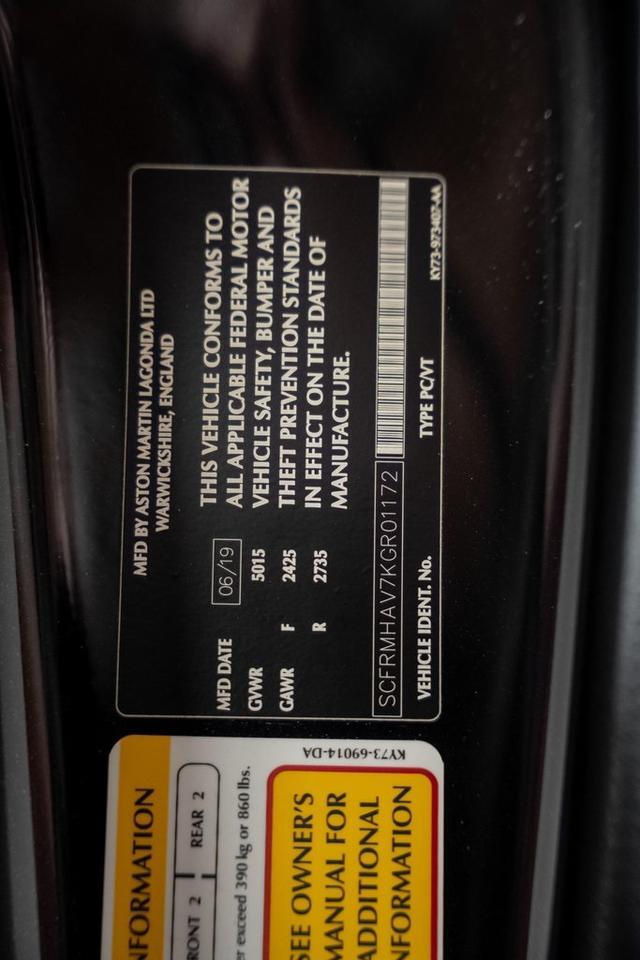 MFD BY ASTON MARTIN LAGONDA LTD
WARWICKSHIRE, ENGLAND
MFD DATE 06/19
GVWR 5015
GAWR F 2425
R 2735
THIS VEHICLE CONFORMS TO
ALL APPLICABLE FEDERAL MOTOR
VEHICLE SAFETY, BUMPER AND
THEFT PREVENTION STANDARDS
IN EFFECT ON THE DATE OF
MANUFACTURE.
SCFRMHAV7KGR01172
VEHICLE IDENT. No. TYPE PC/VT KY73-973407-AA
NFORMATION
RONT 2 REAR 2
er exceed 390 kg or 860 lbs.
SEE OWNER'S
MANUAL FOR
ADDITIONAL
NFORMATION
KY73-69014-DA